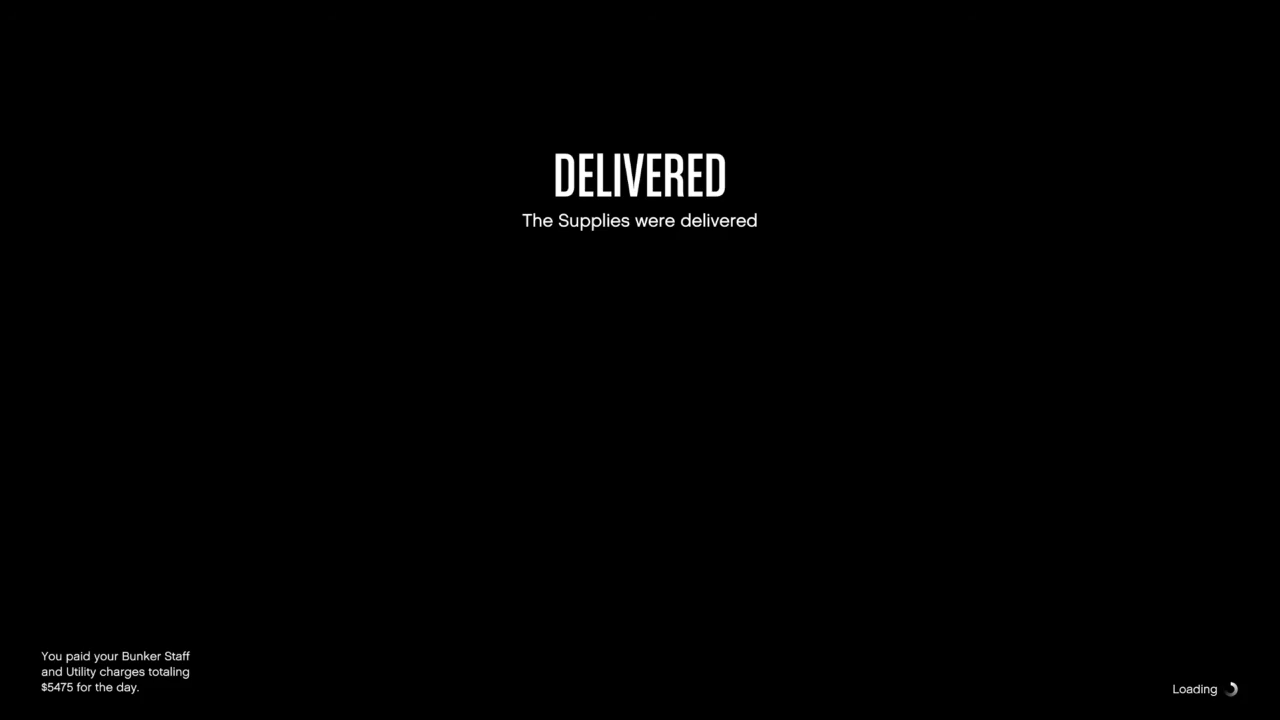 DELIVERED
The Supplies were delivered
You paid your Bunker Staff
and Utility charges totaling
$5475 for the day.
Loading